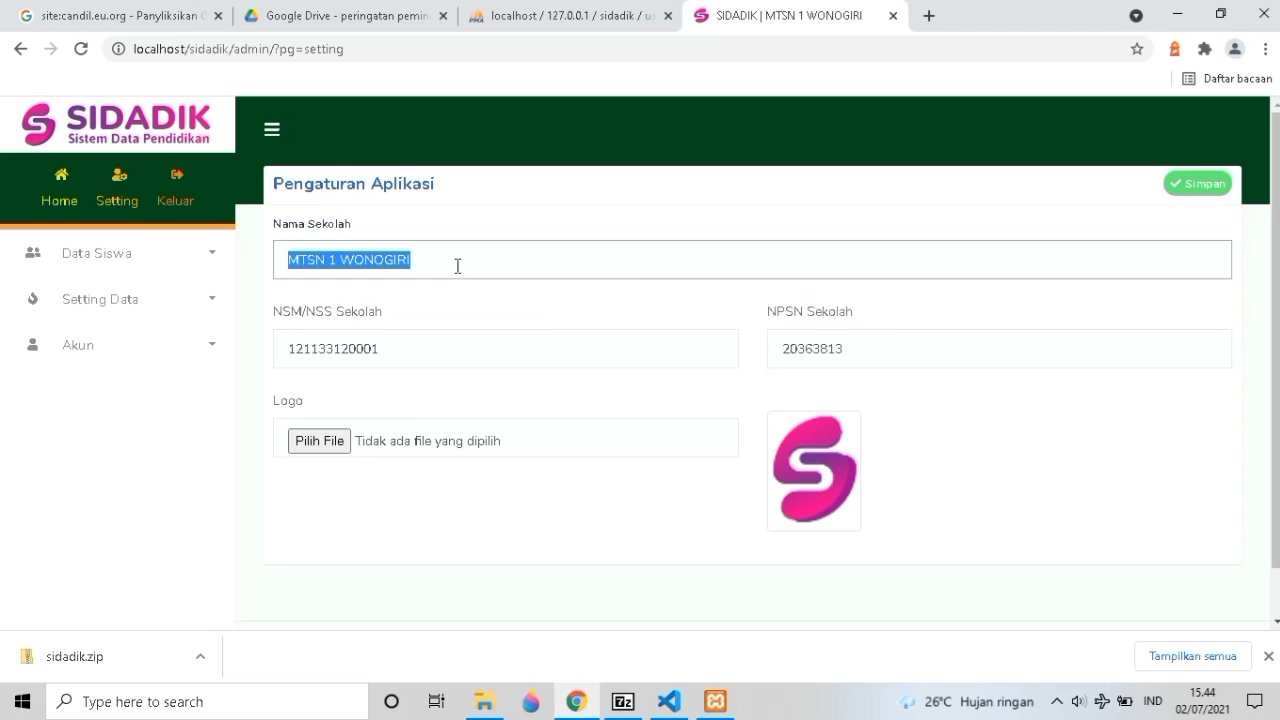 site:candil.eu.org - Panyliksikan G
Google Drive - peringatan pemin
localhost / 127.0.0.1 / sidadik / u
SIDADIK | MTSN 1 WONOGIRI
localhost/sidadik/admin/?pg=setting
Daftar bacaan
SIDADIK
Sistem Data Pendidikan
Home
Setting
Keluar
Data Siswa
Setting Data
Akun
Pengaturan Aplikasi
Simpan
Nama Sekolah
MTSN 1 WONOGIRI
NSM/NSS Sekolah
NPSN Sekolah
121133120001
20363813
Logo
Pilih File Tidak ada file yang dipilih
sidadik.zip
Tampilkan semua
Type here to search
7z
26°C Hujan ringan
IND
15.44
02/07/2021